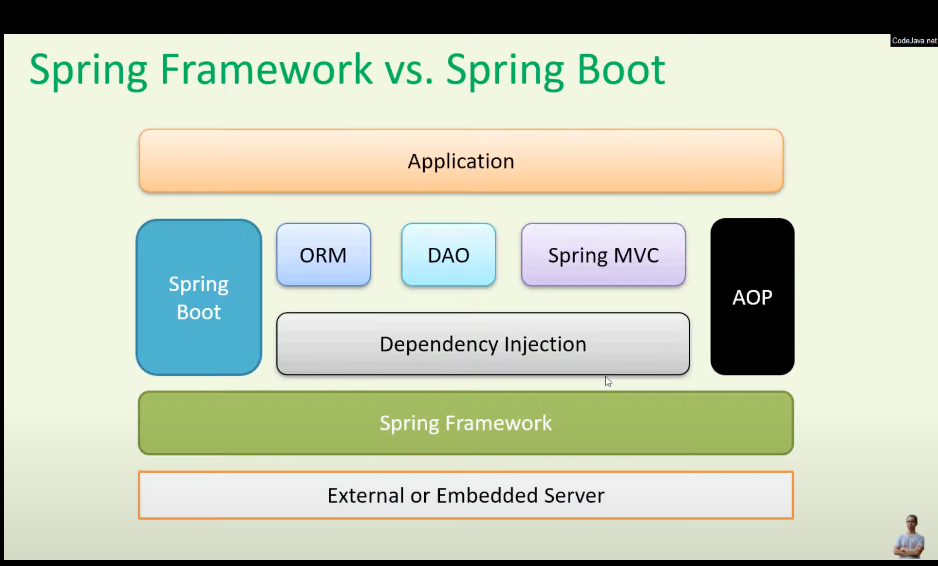 CodeJava.net
Spring Framework vs. Spring Boot
Application
Spring
Boot
ORM
DAO
Spring MVC
AOP
Dependency Injection
Spring Framework
External or Embedded Server